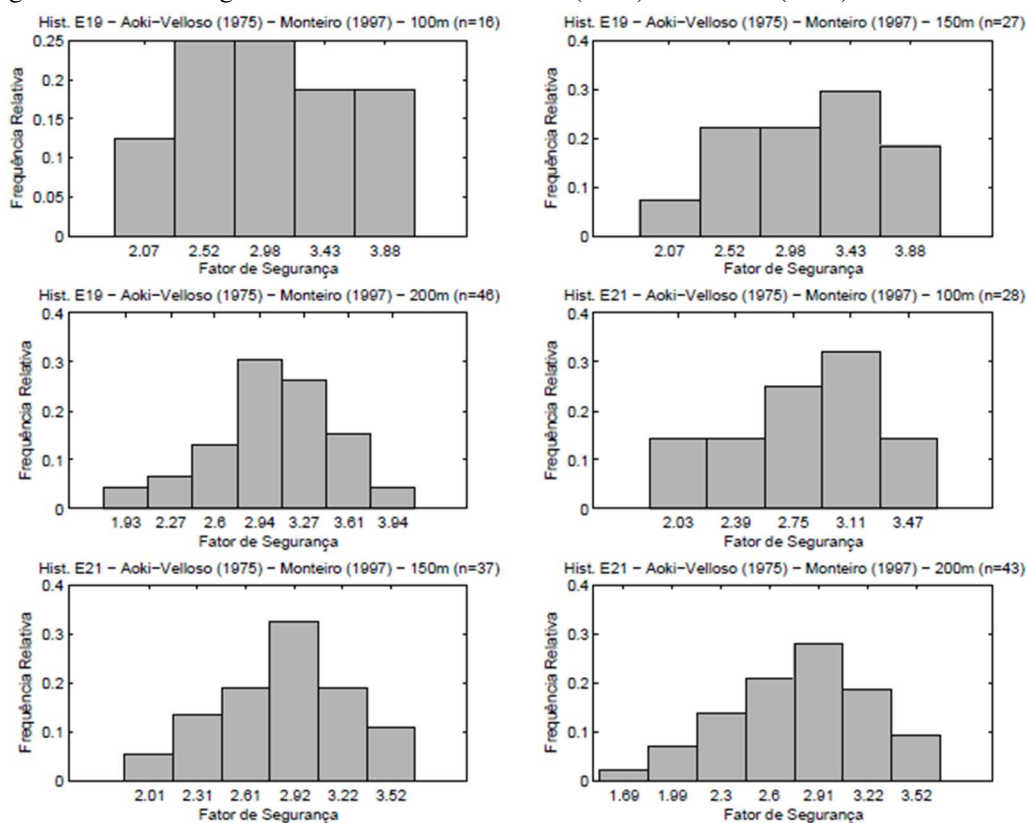 Hist. E19 – Aoki–Velloso (1975) – Monteiro (1997) – 100m (n=16)
0.25
0.2
0.15
0.1
0.05
0
Frequência Relativa
2.07 2.52 2.98 3.43 3.88
Fator de Segurança
Hist. E19 – Aoki–Velloso (1975) – Monteiro (1997) – 150m (n=27)
0.4
0.3
0.2
0.1
0
Frequência Relativa
2.07 2.52 2.98 3.43 3.88
Fator de Segurança
Hist. E19 – Aoki–Velloso (1975) – Monteiro (1997) – 200m (n=46)
0.4
0.3
0.2
0.1
0
Frequência Relativa
1.93 2.27 2.6 2.94 3.27 3.61 3.94
Fator de Segurança
Hist. E21 – Aoki–Velloso (1975) – Monteiro (1997) – 100m (n=28)
0.4
0.3
0.2
0.1
0
Frequência Relativa
2.03 2.39 2.75 3.11 3.47
Fator de Segurança
Hist. E21 – Aoki–Velloso (1975) – Monteiro (1997) – 150m (n=37)
0.4
0.3
0.2
0.1
0
Frequência Relativa
2.01 2.31 2.61 2.92 3.22 3.52
Fator de Segurança
Hist. E21 – Aoki–Velloso (1975) – Monteiro (1997) – 200m (n=43)
0.4
0.3
0.2
0.1
0
Frequência Relativa
1.69 1.99 2.3 2.6 2.91 3.22 3.52
Fator de Segurança